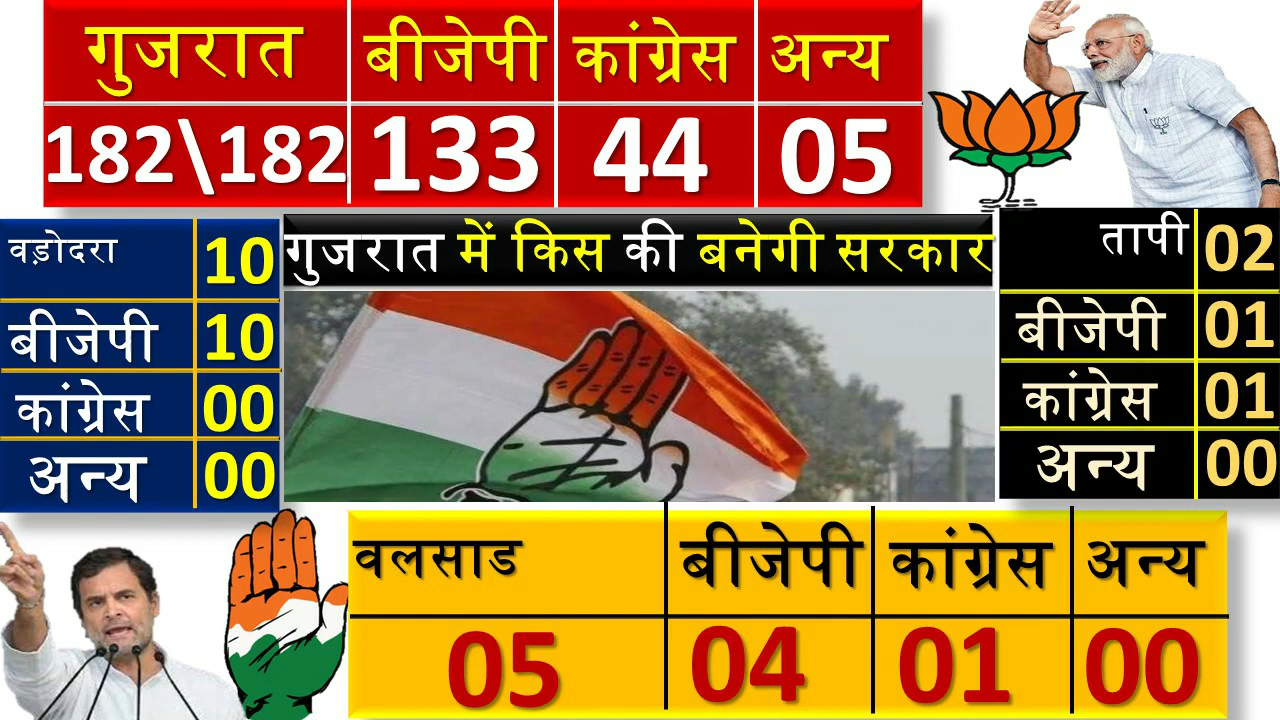 गुजरात बीजेपी कांग्रेस अन्य
182\182 133 44 05
वड़ोदरा 10
बीजेपी 10
कांग्रेस 00
अन्य 00
गुजरात में किस की बनेगी सरकार
तापी 02
बीजेपी 01
कांग्रेस 01
अन्य 00
वलसाड बीजेपी कांग्रेस अन्य
05 04 01 00